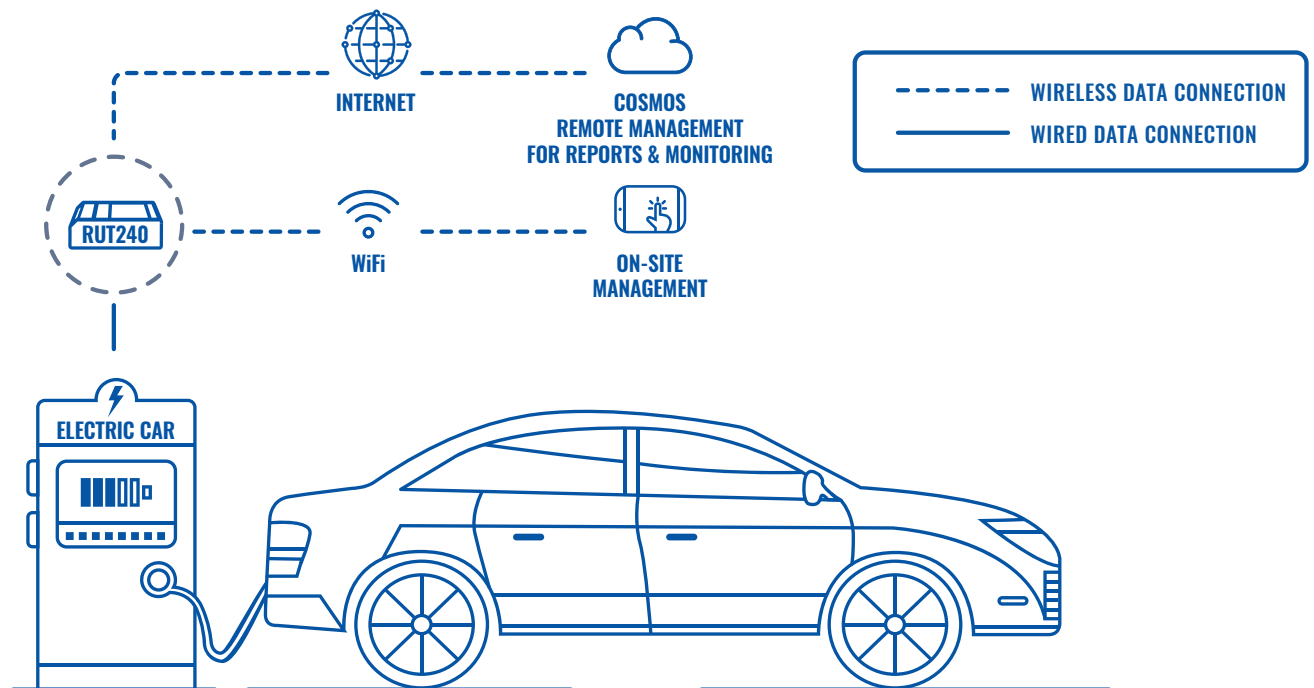 INTERNET
COSMOS
REMOTE MANAGEMENT
FOR REPORTS & MONITORING
WIRELESS DATA CONNECTION
WIRED DATA CONNECTION
RUT240
WiFi
ON-SITE
MANAGEMENT
ELECTRIC CAR